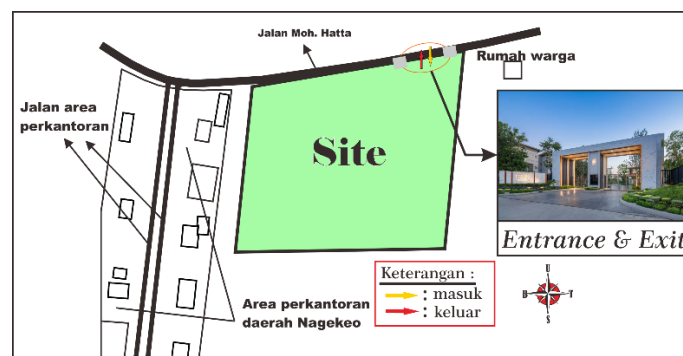 Jalan Moh. Hatta
Rumah warga
Jalan area
perkantoran
Site
Entrance & Exit
Keterangan :
: masuk
: keluar
Area perkantoran
daerah Nagekeo
U
B T
S